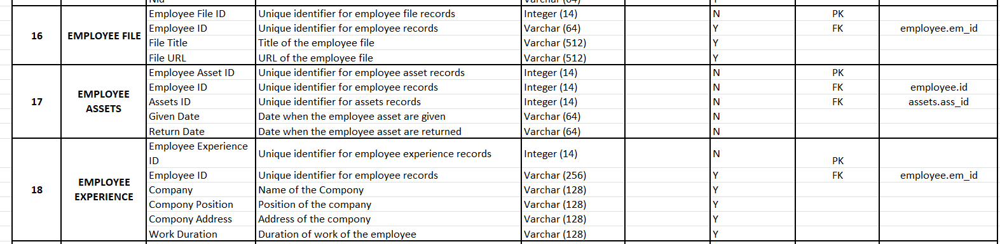 Employee File ID Unique identifier for employee file records Integer (14) N PK
Employee ID Unique identifier for employee records Varchar (64) Y FK employee.em_id
16 EMPLOYEE FILE
File Title Title of the employee file Varchar (512) Y
File URL URL of the employee file Varchar (512) Y
Employee Asset ID Unique identifier for employee asset records Integer (14) N PK
Employee ID Unique identifier for employee records Integer (14) N FK employee.id
17 EMPLOYEE ASSETS
Assets ID Unique identifier for assets records Integer (14) N FK assets.ass_id
Given Date Date when the employee asset are given Varchar (64) N
Return Date Date when the employee asset are returned Varchar (64) N
Employee Experience ID Unique identifier for employee experience records Integer (14) N PK
Employee ID Unique identifier for employee records Varchar (256) Y FK employee.em_id
18 EMPLOYEE EXPERIENCE
Company Name of the Compony Varchar (128) Y
Compony Position Position of the company Varchar (128) Y
Compony Address Address of the compony Varchar (128) Y
Work Duration Duration of work of the employee Varchar (128) Y